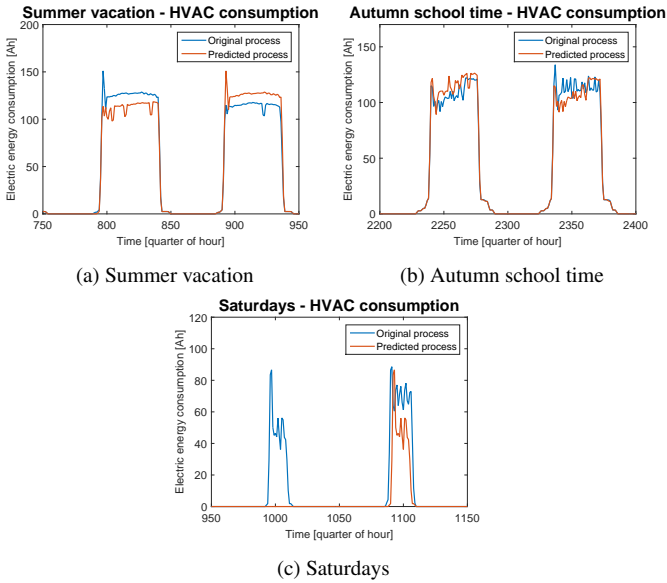 Summer vacation - HVAC consumption
200
150
100
50
0
Electric energy consumption [Ah]
Original process
Predicted process
750
800
850
900
950
Time [quarter of hour]
(a) Summer vacation
Autumn school time - HVAC consumption
150
100
50
0
Electric energy consumption [Ah]
Original process
Predicted process
2200
2250
2300
2350
2400
Time [quarter of hour]
(b) Autumn school time
Saturdays - HVAC consumption
120
100
80
60
40
20
0
Electric energy consumption [Ah]
Original process
Predicted process
950
1000
1050
1100
1150
Time [quarter of hour]
(c) Saturdays